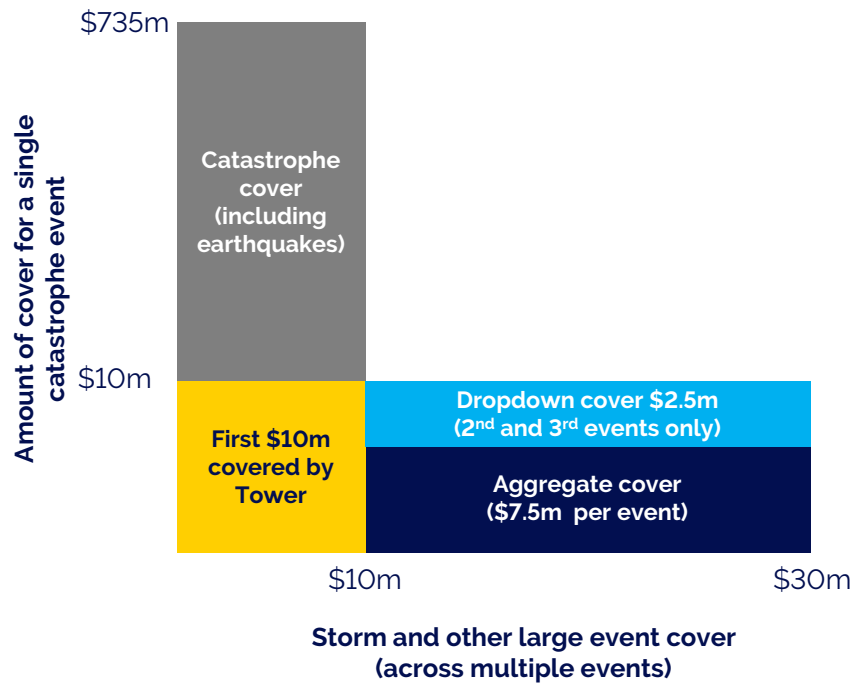 $735m
Amount of cover for a single
catastrophe event
Catastrophe
cover
(including
earthquakes)
$10m
First $10m
covered by
Tower
Dropdown cover $2.5m
(2nd and 3rd events only)
Aggregate cover
($7.5m per event)
$10m
$30m
Storm and other large event cover
(across multiple events)